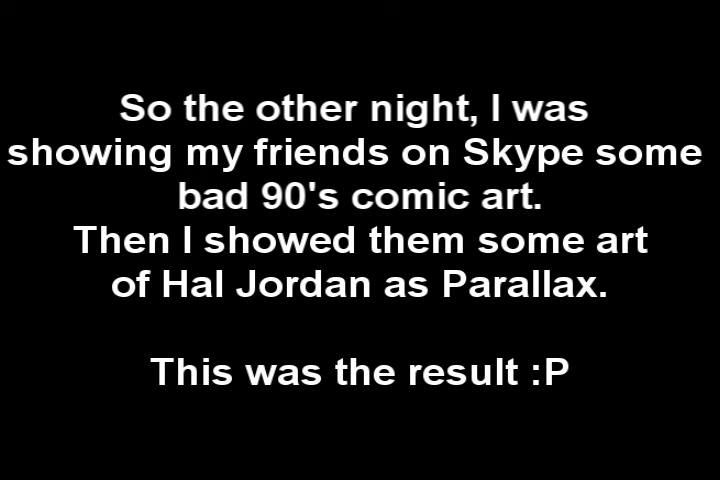 So the other night, I was
showing my friends on Skype some
bad 90's comic art.
Then I showed them some art
of Hal Jordan as Parallax.
This was the result :P